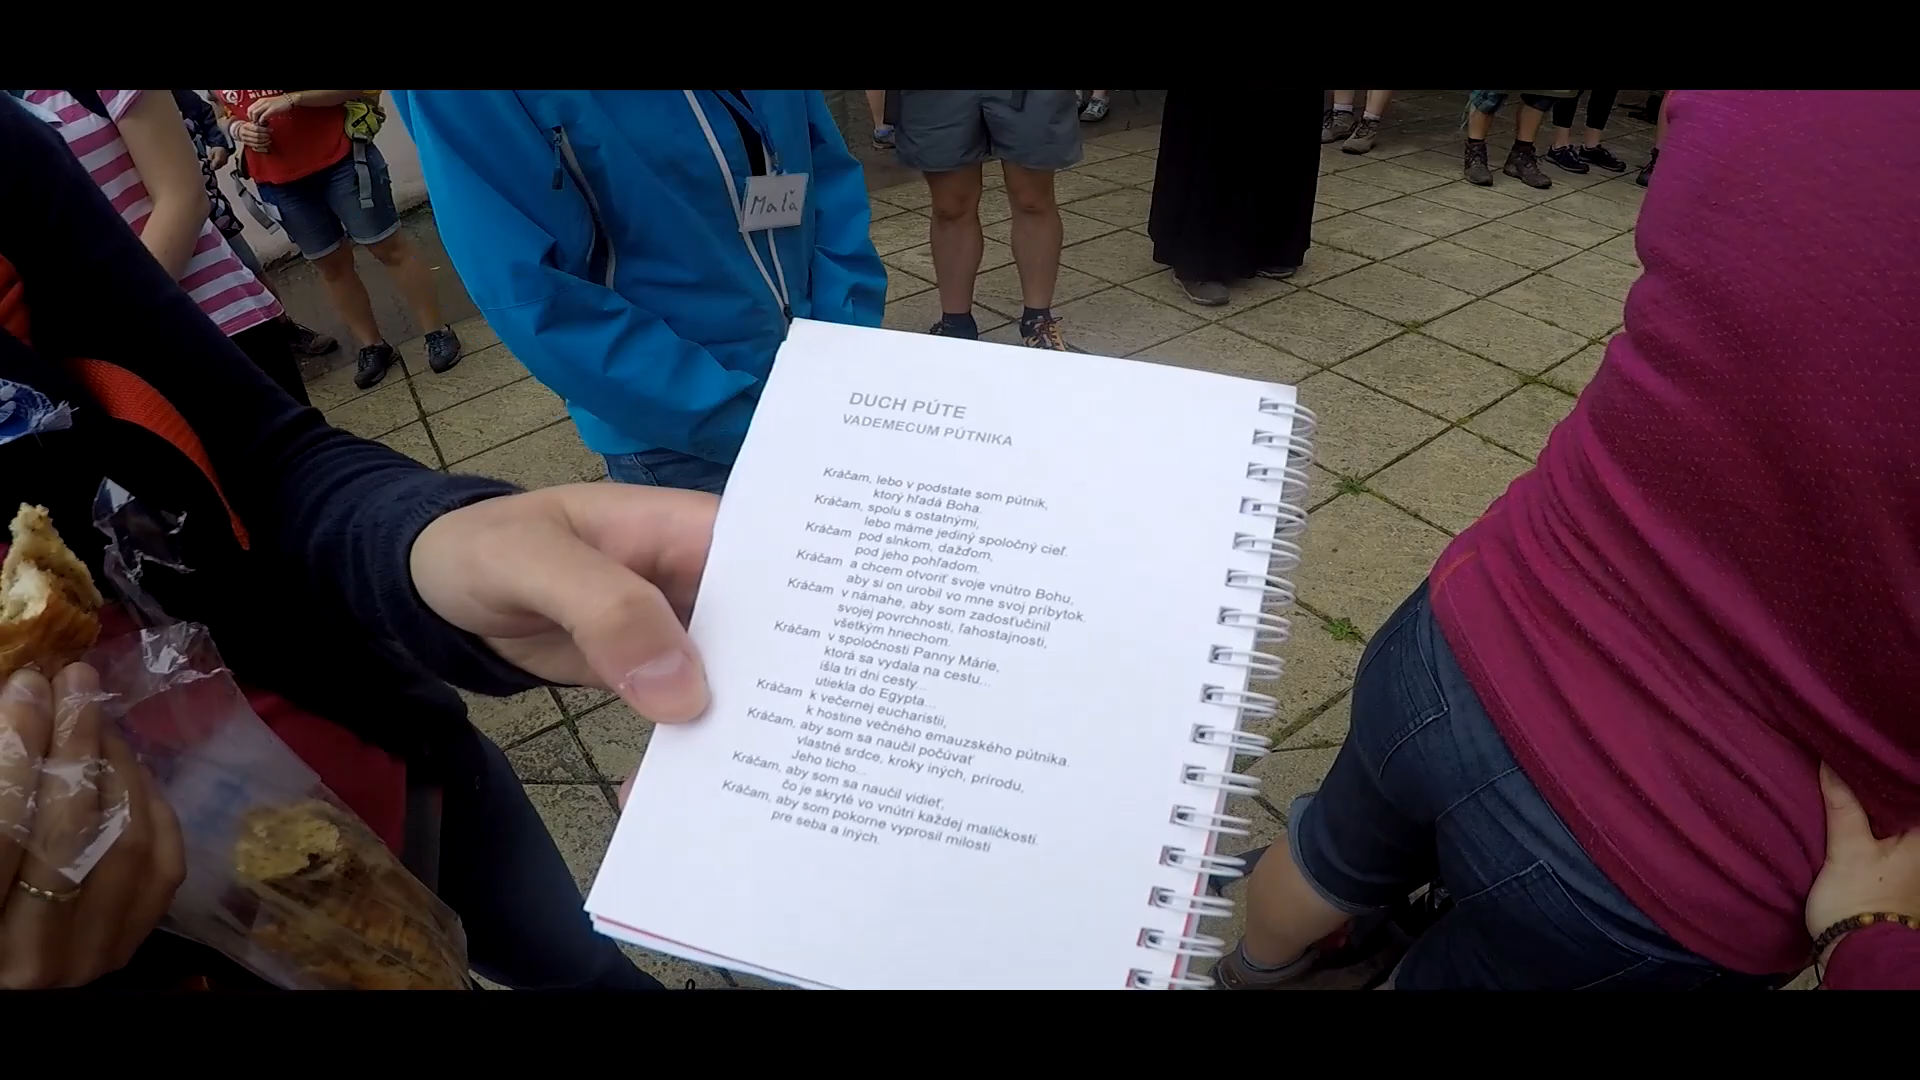 Maťa
DUCH PÚTE
VADEMECUM PÚTNIKA
Kráčam, lebo v podstate som pútnik,
ktorý hľadá Boha.
Kráčam, spolu s ostatnými,
lebo máme jediný spoločný cieľ.
Kráčam pod slnkom, dažďom,
pod jeho pohľadom.
Kráčam a chcem otvoriť svoje vnútro Bohu,
aby si on urobil vo mne svoj príbytok.
Kráčam v námahe, aby som zadosťučinil
svojej povrchnosti, ľahostajnosti,
všetkým hriechom.
Kráčam v spoločnosti Panny Márie,
ktorá sa vydala na cestu...
išla tri dni cesty...
utiekla do Egypta...
Kráčam k večernej eucharistii,
k hostine večného emauzského pútnika.
Kráčam, aby som sa naučil počúvať
vlastné srdce, kroky iných, prírodu,
Jeho ticho...
Kráčam, aby som sa naučil vidieť,
čo je skryté vo vnútri každej maličkosti.
Kráčam, aby som pokorne vyprosil milosti
pre seba a iných.